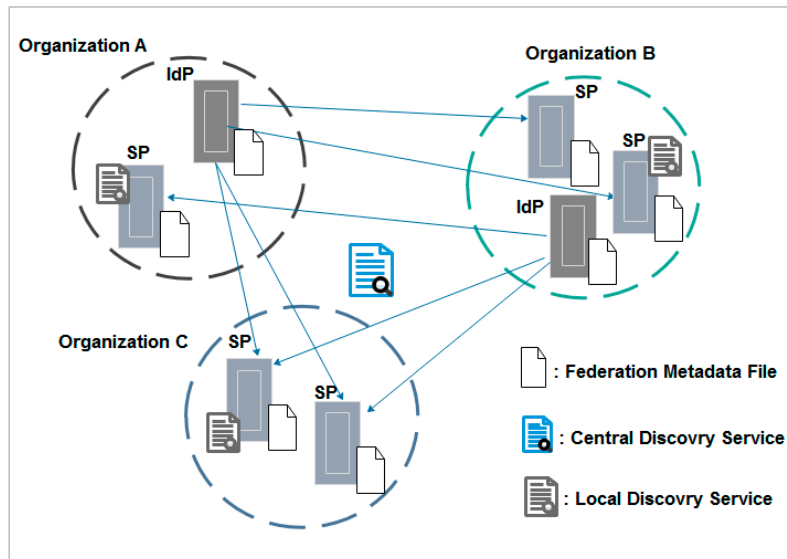 Organization A
IdP
SP
Organization B
SP
SP
IdP
Organization C
SP
SP
: Federation Metadata File
: Central Discovry Service
: Local Discovry Service